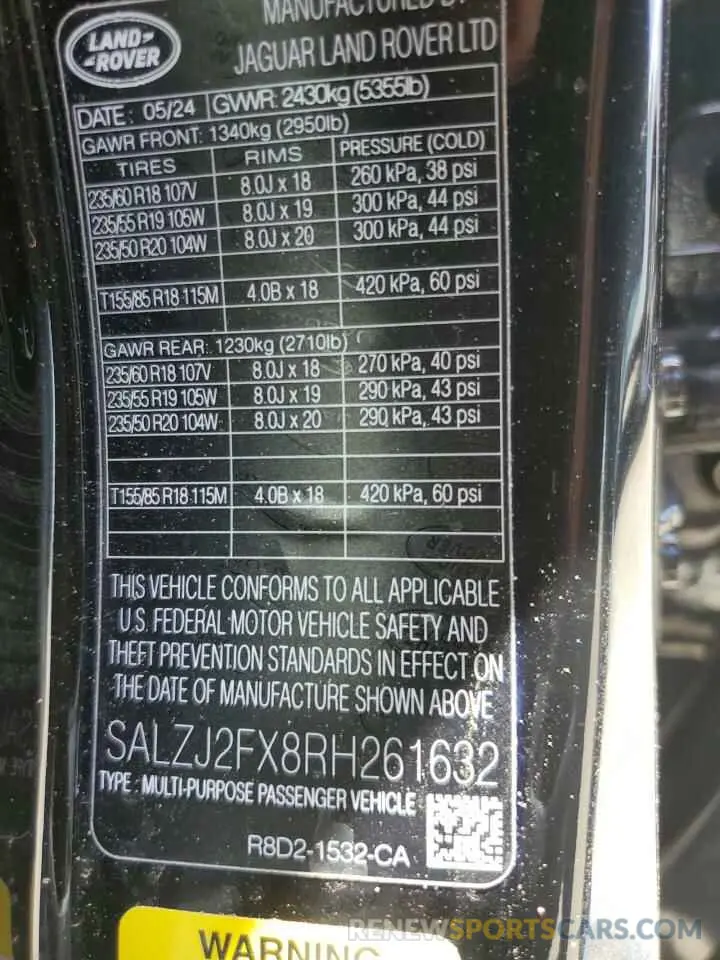 MANUFACTURED BY
JAGUAR LAND ROVER LTD
LAND-
-ROVER
DATE: 05/24 GVWR: 2430kg (5355lb)
GAWR FRONT: 1340kg (2950lb)
TIRES RIMS PRESSURE (COLD)
235/60 R18 107V 8.0J x 18 260 kPa, 38 psi
235/55 R19 105W 8.0J x 19 300 kPa, 44 psi
235/50 R20 104W 8.0J x 20 300 kPa, 44 psi
T155/85 R18 115M 4.0B x 18 420 kPa, 60 psi
GAWR REAR: 1230kg (2710lb)
235/60 R18 107V 8.0J x 18 270 kPa, 40 psi
235/55 R19 105W 8.0J x 19 290 kPa, 43 psi
235/50 R20 104W 8.0J x 20 290 kPa, 43 psi
T155/85 R18 115M 4.0B x 18 420 kPa, 60 psi
THIS VEHICLE CONFORMS TO ALL APPLICABLE
U.S. FEDERAL MOTOR VEHICLE SAFETY AND
THEFT PREVENTION STANDARDS IN EFFECT ON
THE DATE OF MANUFACTURE SHOWN ABOVE
SALZJ2FX8RH261632
TYPE: MULTI-PURPOSE PASSENGER VEHICLE
R8D2-1532-CA
WARNING
RENEWSPORTSCARS.COM